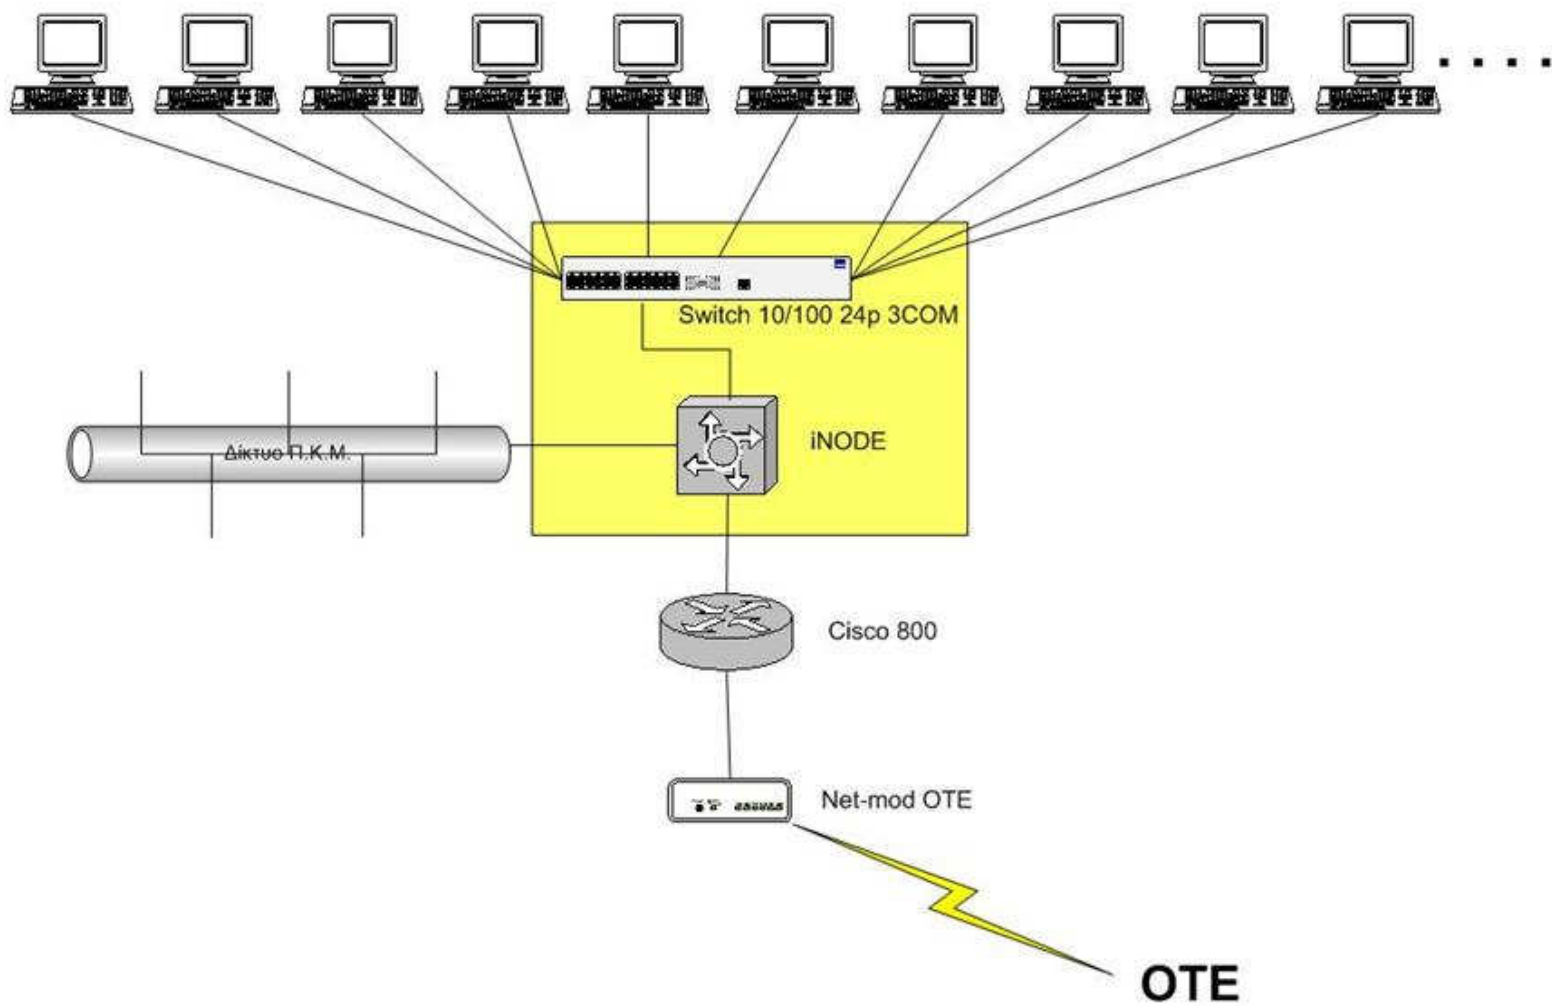 Switch 10/100 24p 3COM
iNODE
Δίκτυο Π.Κ.Μ.
Cisco 800
Net-mod OTE
OTE